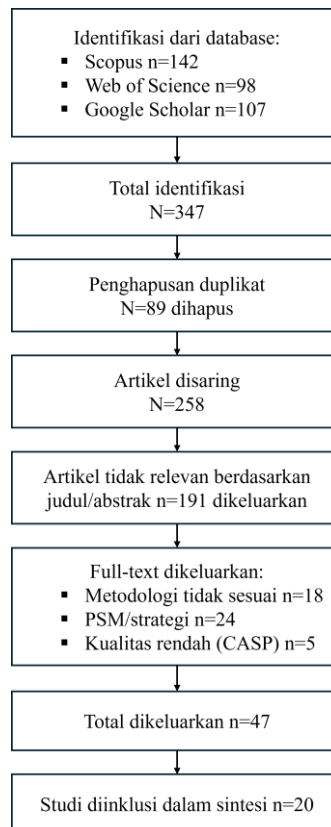 Identifikasi dari database:
▪ Scopus n=142
▪ Web of Science n=98
▪ Google Scholar n=107
Total identifikasi
N=347
Penghapusan duplikat
N=89 dihapus
Artikel disaring
N=258
Artikel tidak relevan berdasarkan
judul/abstrak n=191 dikeluarkan
Full-text dikeluarkan:
▪ Metodologi tidak sesuai n=18
▪ PSM/strategi n=24
▪ Kualitas rendah (CASP) n=5
Total dikeluarkan n=47
Studi diinklusi dalam sintesi n=20